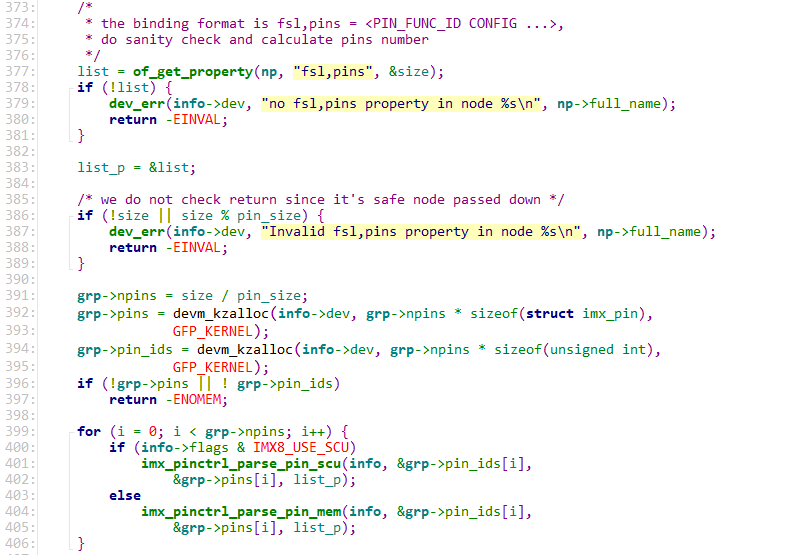 373: /*
374: * the binding format is fsl,pins = <PIN_FUNC_ID CONFIG ...>,
375: * do sanity check and calculate pins number
376: */
377: list = of_get_property(np, "fsl,pins", &size);
378: if (!list) {
379: dev_err(info->dev, "no fsl,pins property in node %s\n", np->full_name);
380: return -EINVAL;
381: }
382:
383: list_p = &list;
384:
385: /* we do not check return since it's safe node passed down */
386: if (!size || size % pin_size) {
387: dev_err(info->dev, "Invalid fsl,pins property in node %s\n", np->full_name);
388: return -EINVAL;
389: }
390:
391: grp->npins = size / pin_size;
392: grp->pins = devm_kzalloc(info->dev, grp->npins * sizeof(struct imx_pin),
393: GFP_KERNEL);
394: grp->pin_ids = devm_kzalloc(info->dev, grp->npins * sizeof(unsigned int),
395: GFP_KERNEL);
396: if (!grp->pins || ! grp->pin_ids)
397: return -ENOMEM;
398:
399: for (i = 0; i < grp->npins; i++) {
400: if (info->flags & IMX8_USE_SCU)
401: imx_pinctrl_parse_pin_scu(info, &grp->pin_ids[i],
402: &grp->pins[i], list_p);
403: else
404: imx_pinctrl_parse_pin_mem(info, &grp->pin_ids[i],
405: &grp->pins[i], list_p);
406: }